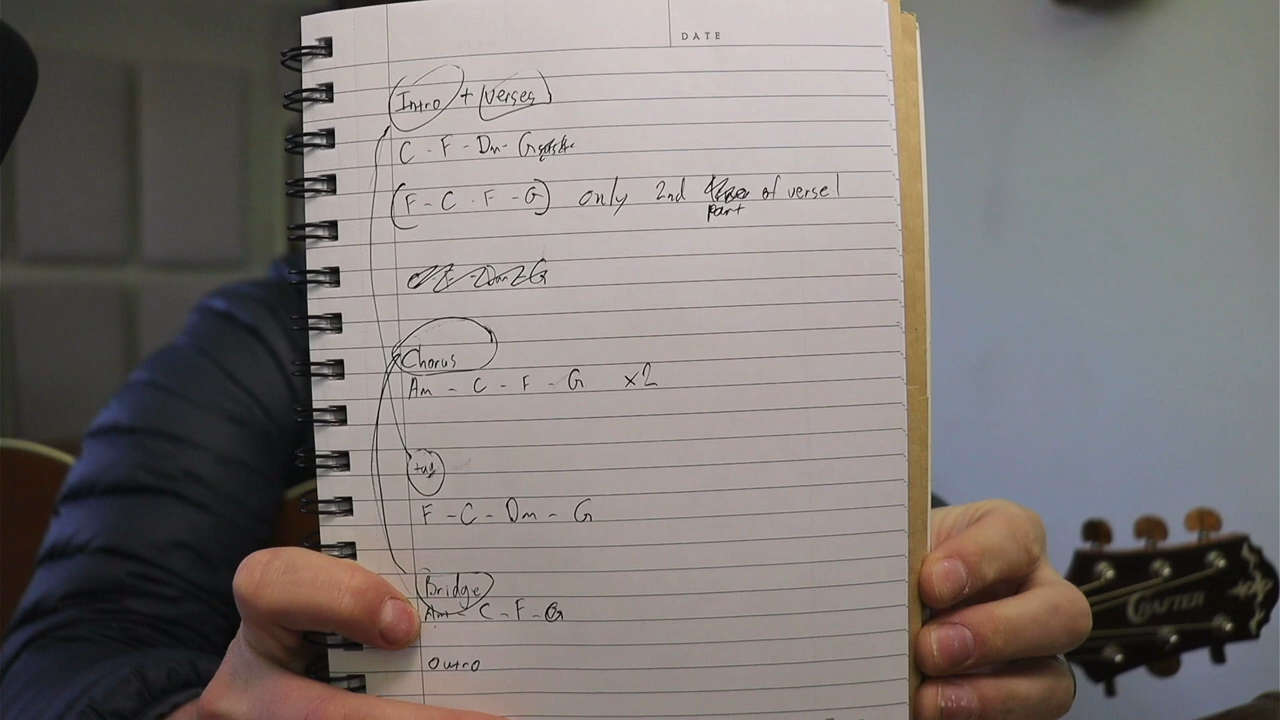 DATE
Intro + Verses
C - F - Dm - G
(F - C - F - G) only 2nd part of verse 1
Chorus
Am - C - F - G x2
tag
F - C - Dm - G
Bridge
Am - C - F - G
outro
CRAFTER